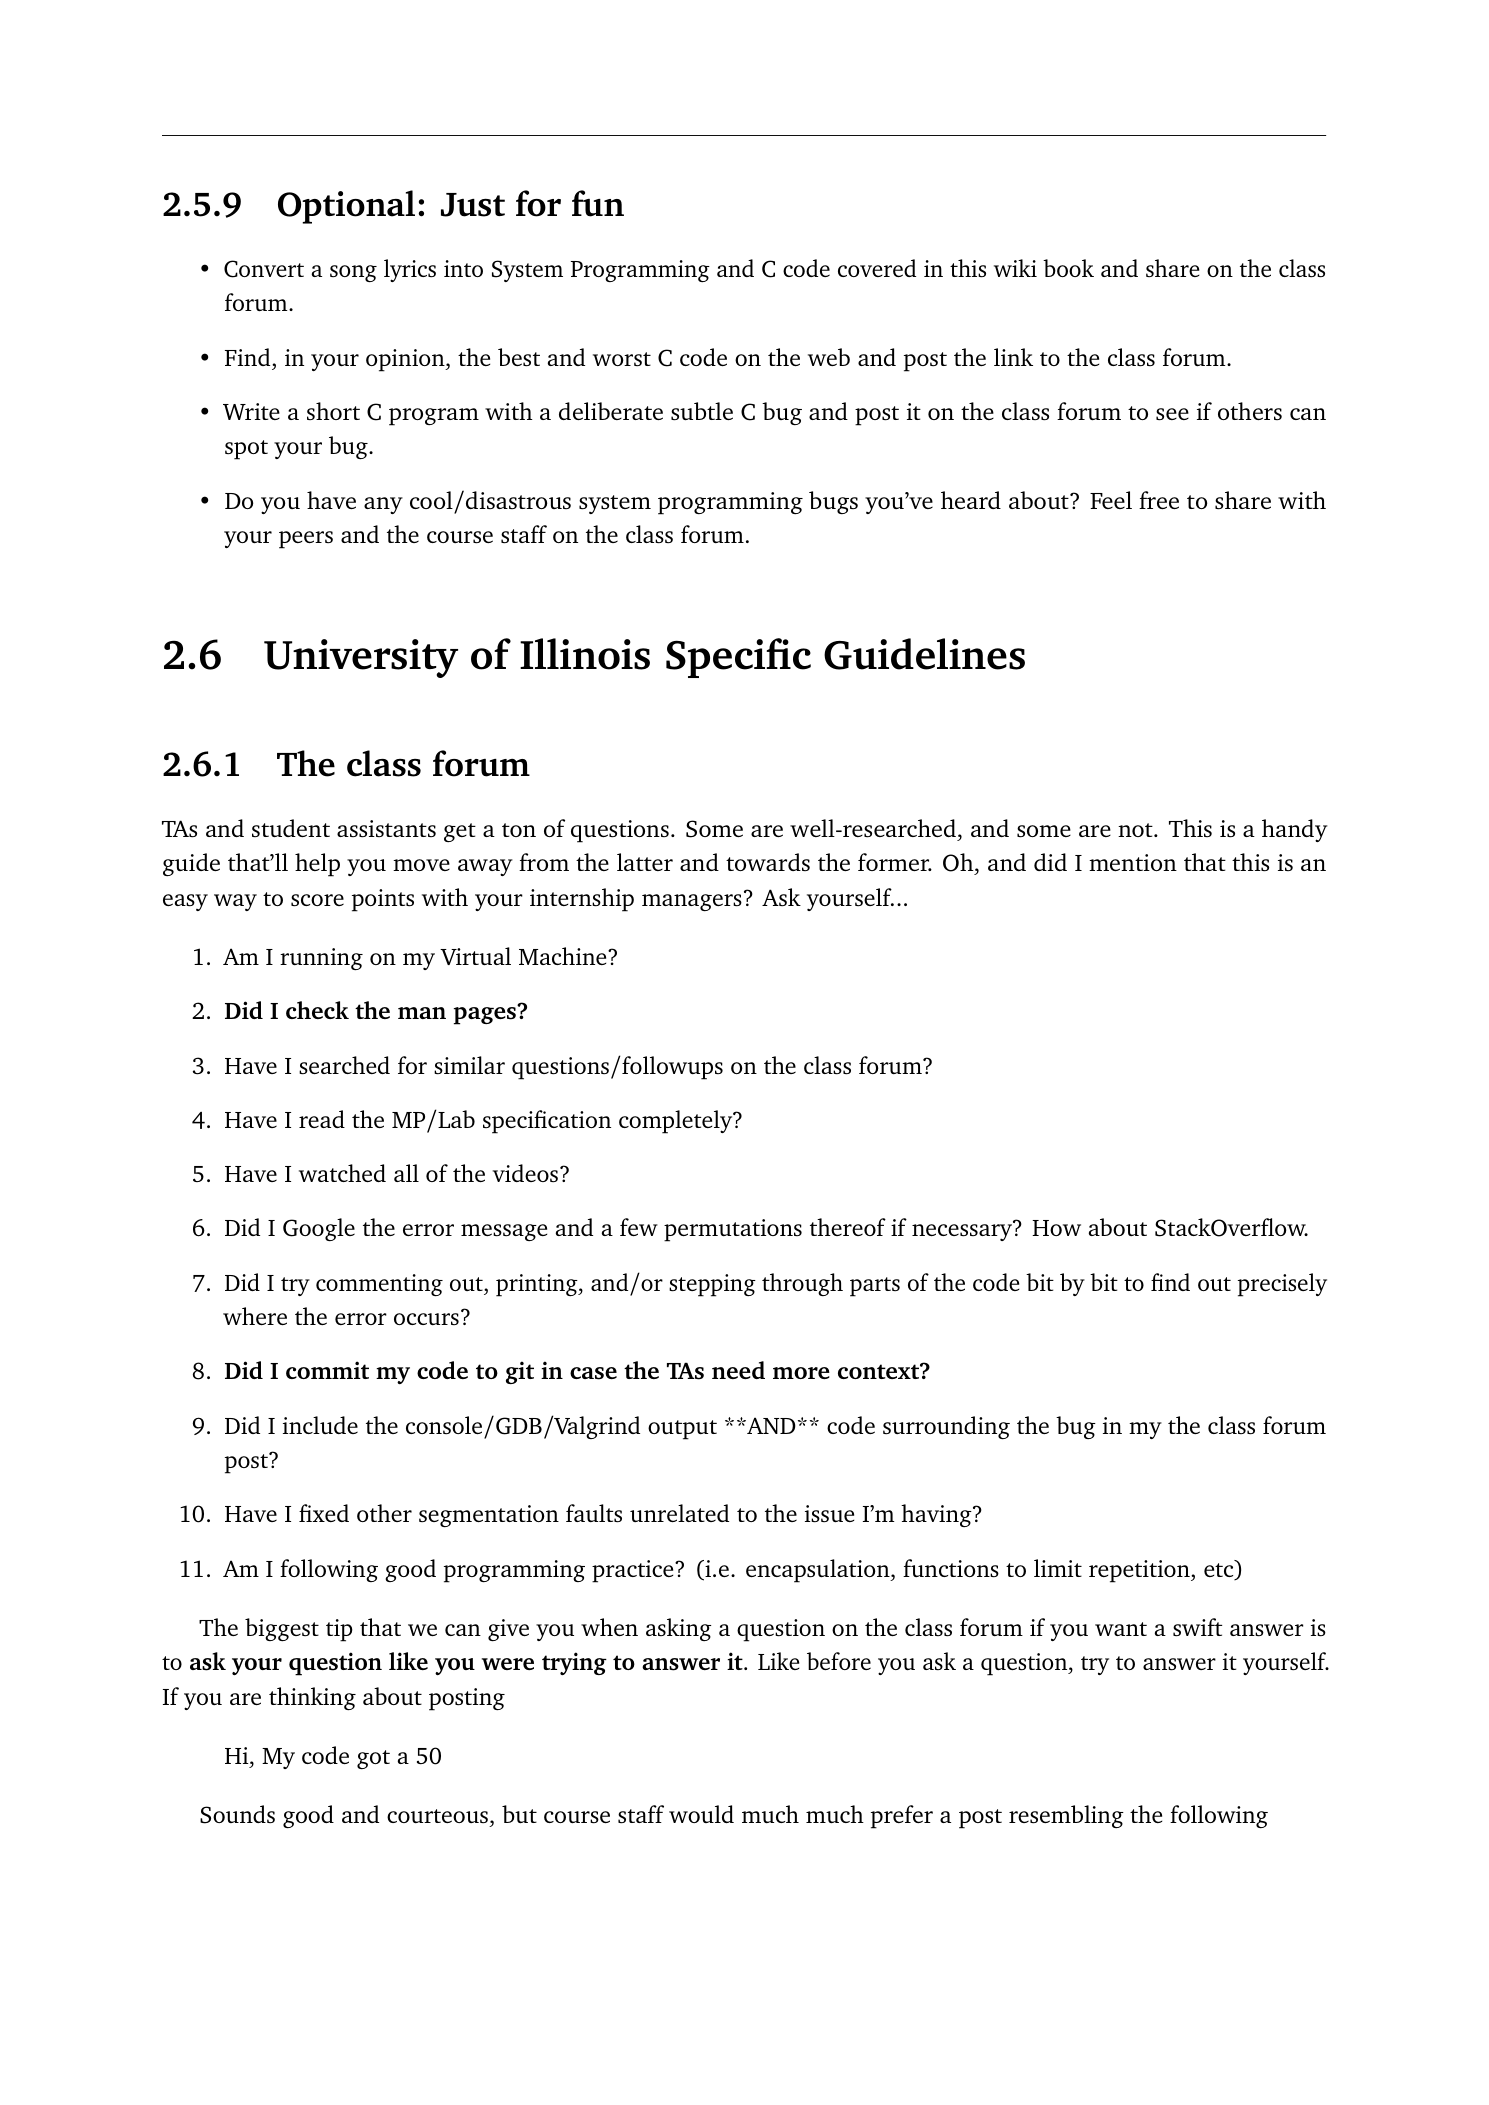 2.5.9 Optional: Just for fun
• Convert a song lyrics into System Programming and C code covered in this wiki book and share on the class
forum.
• Find, in your opinion, the best and worst C code on the web and post the link to the class forum.
• Write a short C program with a deliberate subtle C bug and post it on the class forum to see if others can
spot your bug.
• Do you have any cool/disastrous system programming bugs you’ve heard about? Feel free to share with
your peers and the course staff on the class forum.
2.6 University of Illinois Specific Guidelines
2.6.1 The class forum
TAs and student assistants get a ton of questions. Some are well-researched, and some are not. This is a handy
guide that’ll help you move away from the latter and towards the former. Oh, and did I mention that this is an
easy way to score points with your internship managers? Ask yourself...
1. Am I running on my Virtual Machine?
2. Did I check the man pages?
3. Have I searched for similar questions/followups on the class forum?
4. Have I read the MP/Lab specification completely?
5. Have I watched all of the videos?
6. Did I Google the error message and a few permutations thereof if necessary? How about StackOverflow.
7. Did I try commenting out, printing, and/or stepping through parts of the code bit by bit to find out precisely
where the error occurs?
8. Did I commit my code to git in case the TAs need more context?
9. Did I include the console/GDB/Valgrind output **AND** code surrounding the bug in my the class forum
post?
10. Have I fixed other segmentation faults unrelated to the issue I’m having?
11. Am I following good programming practice? (i.e. encapsulation, functions to limit repetition, etc)
The biggest tip that we can give you when asking a question on the class forum if you want a swift answer is
to ask your question like you were trying to answer it. Like before you ask a question, try to answer it yourself.
If you are thinking about posting
Hi, My code got a 50
Sounds good and courteous, but course staff would much much prefer a post resembling the following